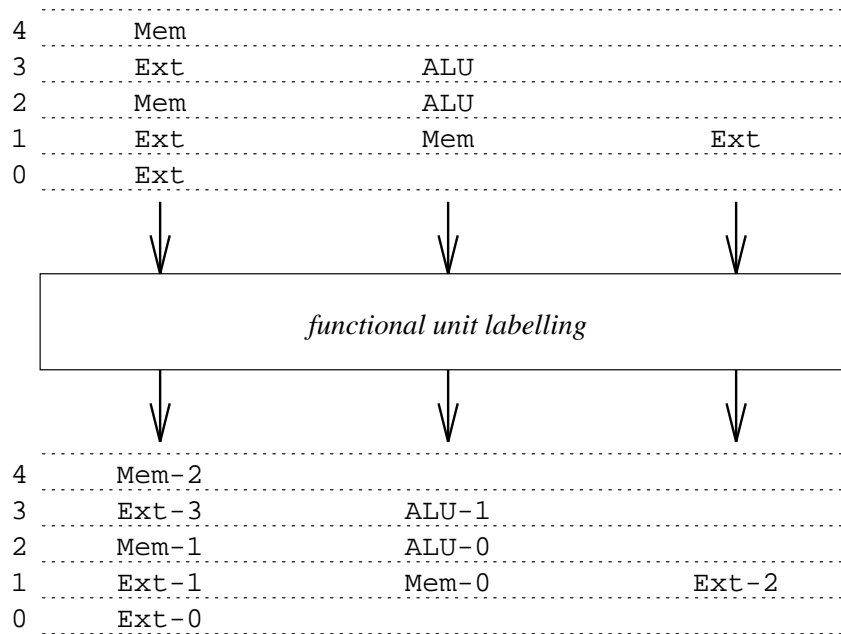 4 Mem
3 Ext ALU
2 Mem ALU
1 Ext Mem Ext
0 Ext
functional unit labelling
4 Mem-2
3 Ext-3 ALU-1
2 Mem-1 ALU-0
1 Ext-1 Mem-0 Ext-2
0 Ext-0